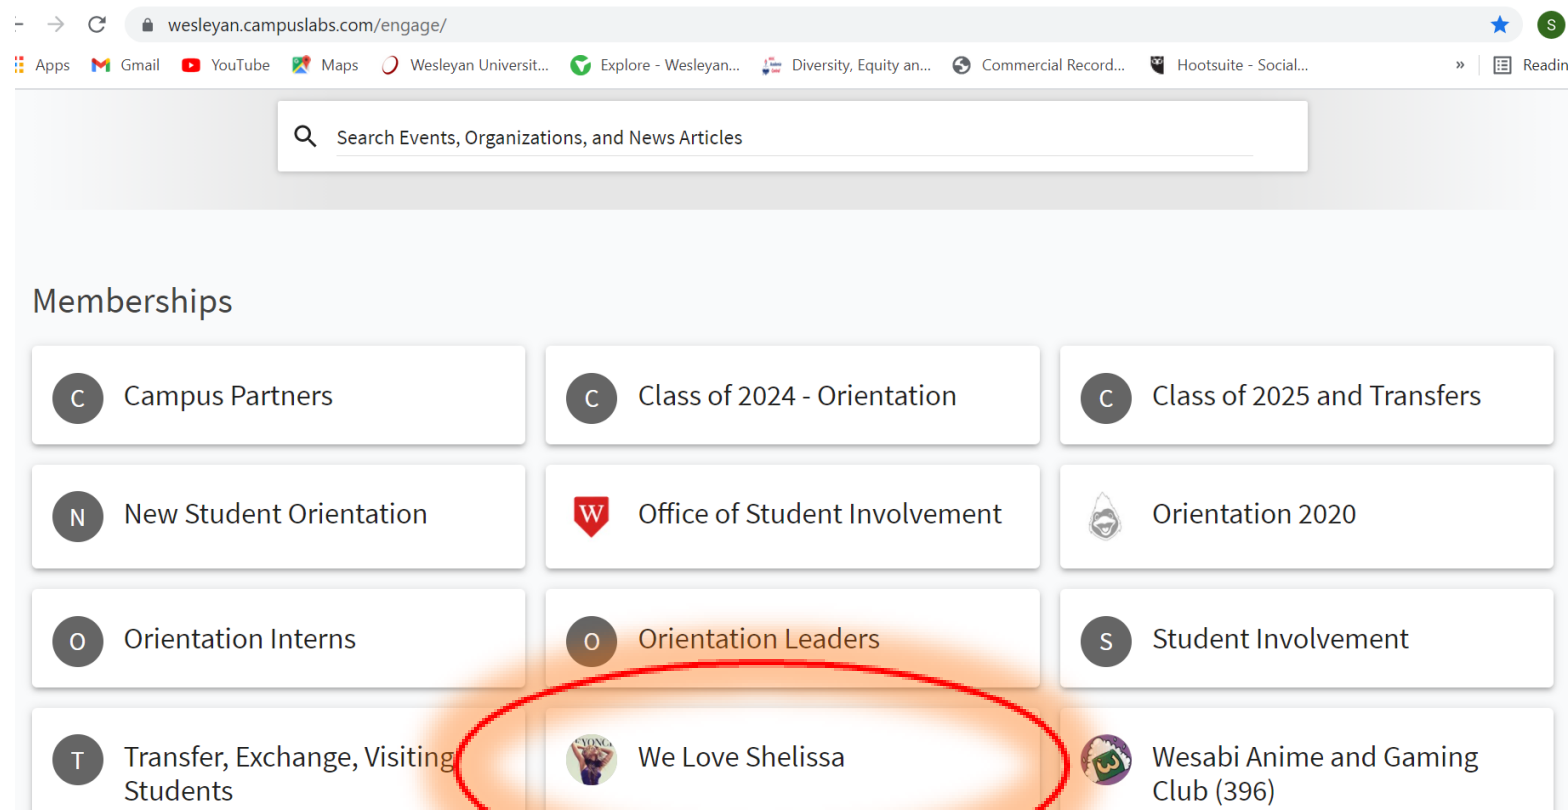 wesleyan.campuslabs.com/engage/
S
Apps Gmail YouTube Maps Wesleyan Universit... Explore - Wesleyan... Diversity, Equity an... Commercial Record... Hootsuite - Social... » Readin
Search Events, Organizations, and News Articles
Memberships
C Campus Partners
C Class of 2024 - Orientation
C Class of 2025 and Transfers
N New Student Orientation
W Office of Student Involvement
Orientation 2020
O Orientation Interns
O Orientation Leaders
S Student Involvement
T Transfer, Exchange, Visiting
Students
We Love Shelissa
Wesabi Anime and Gaming
Club (396)